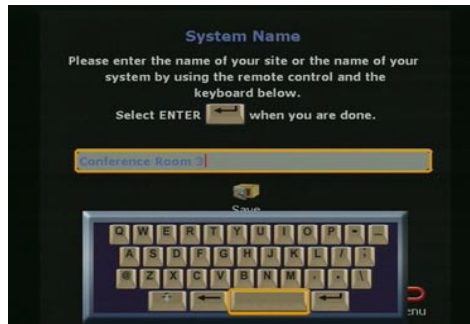 System Name
Please enter the name of your site or the name of your
system by using the remote control and the
keyboard below.
Select ENTER when you are done.
Conference Room 3
Save
Q W E R T Y U I O P - _
A S D F G H J K L / ;
@ Z X C V B N M , . \
enu